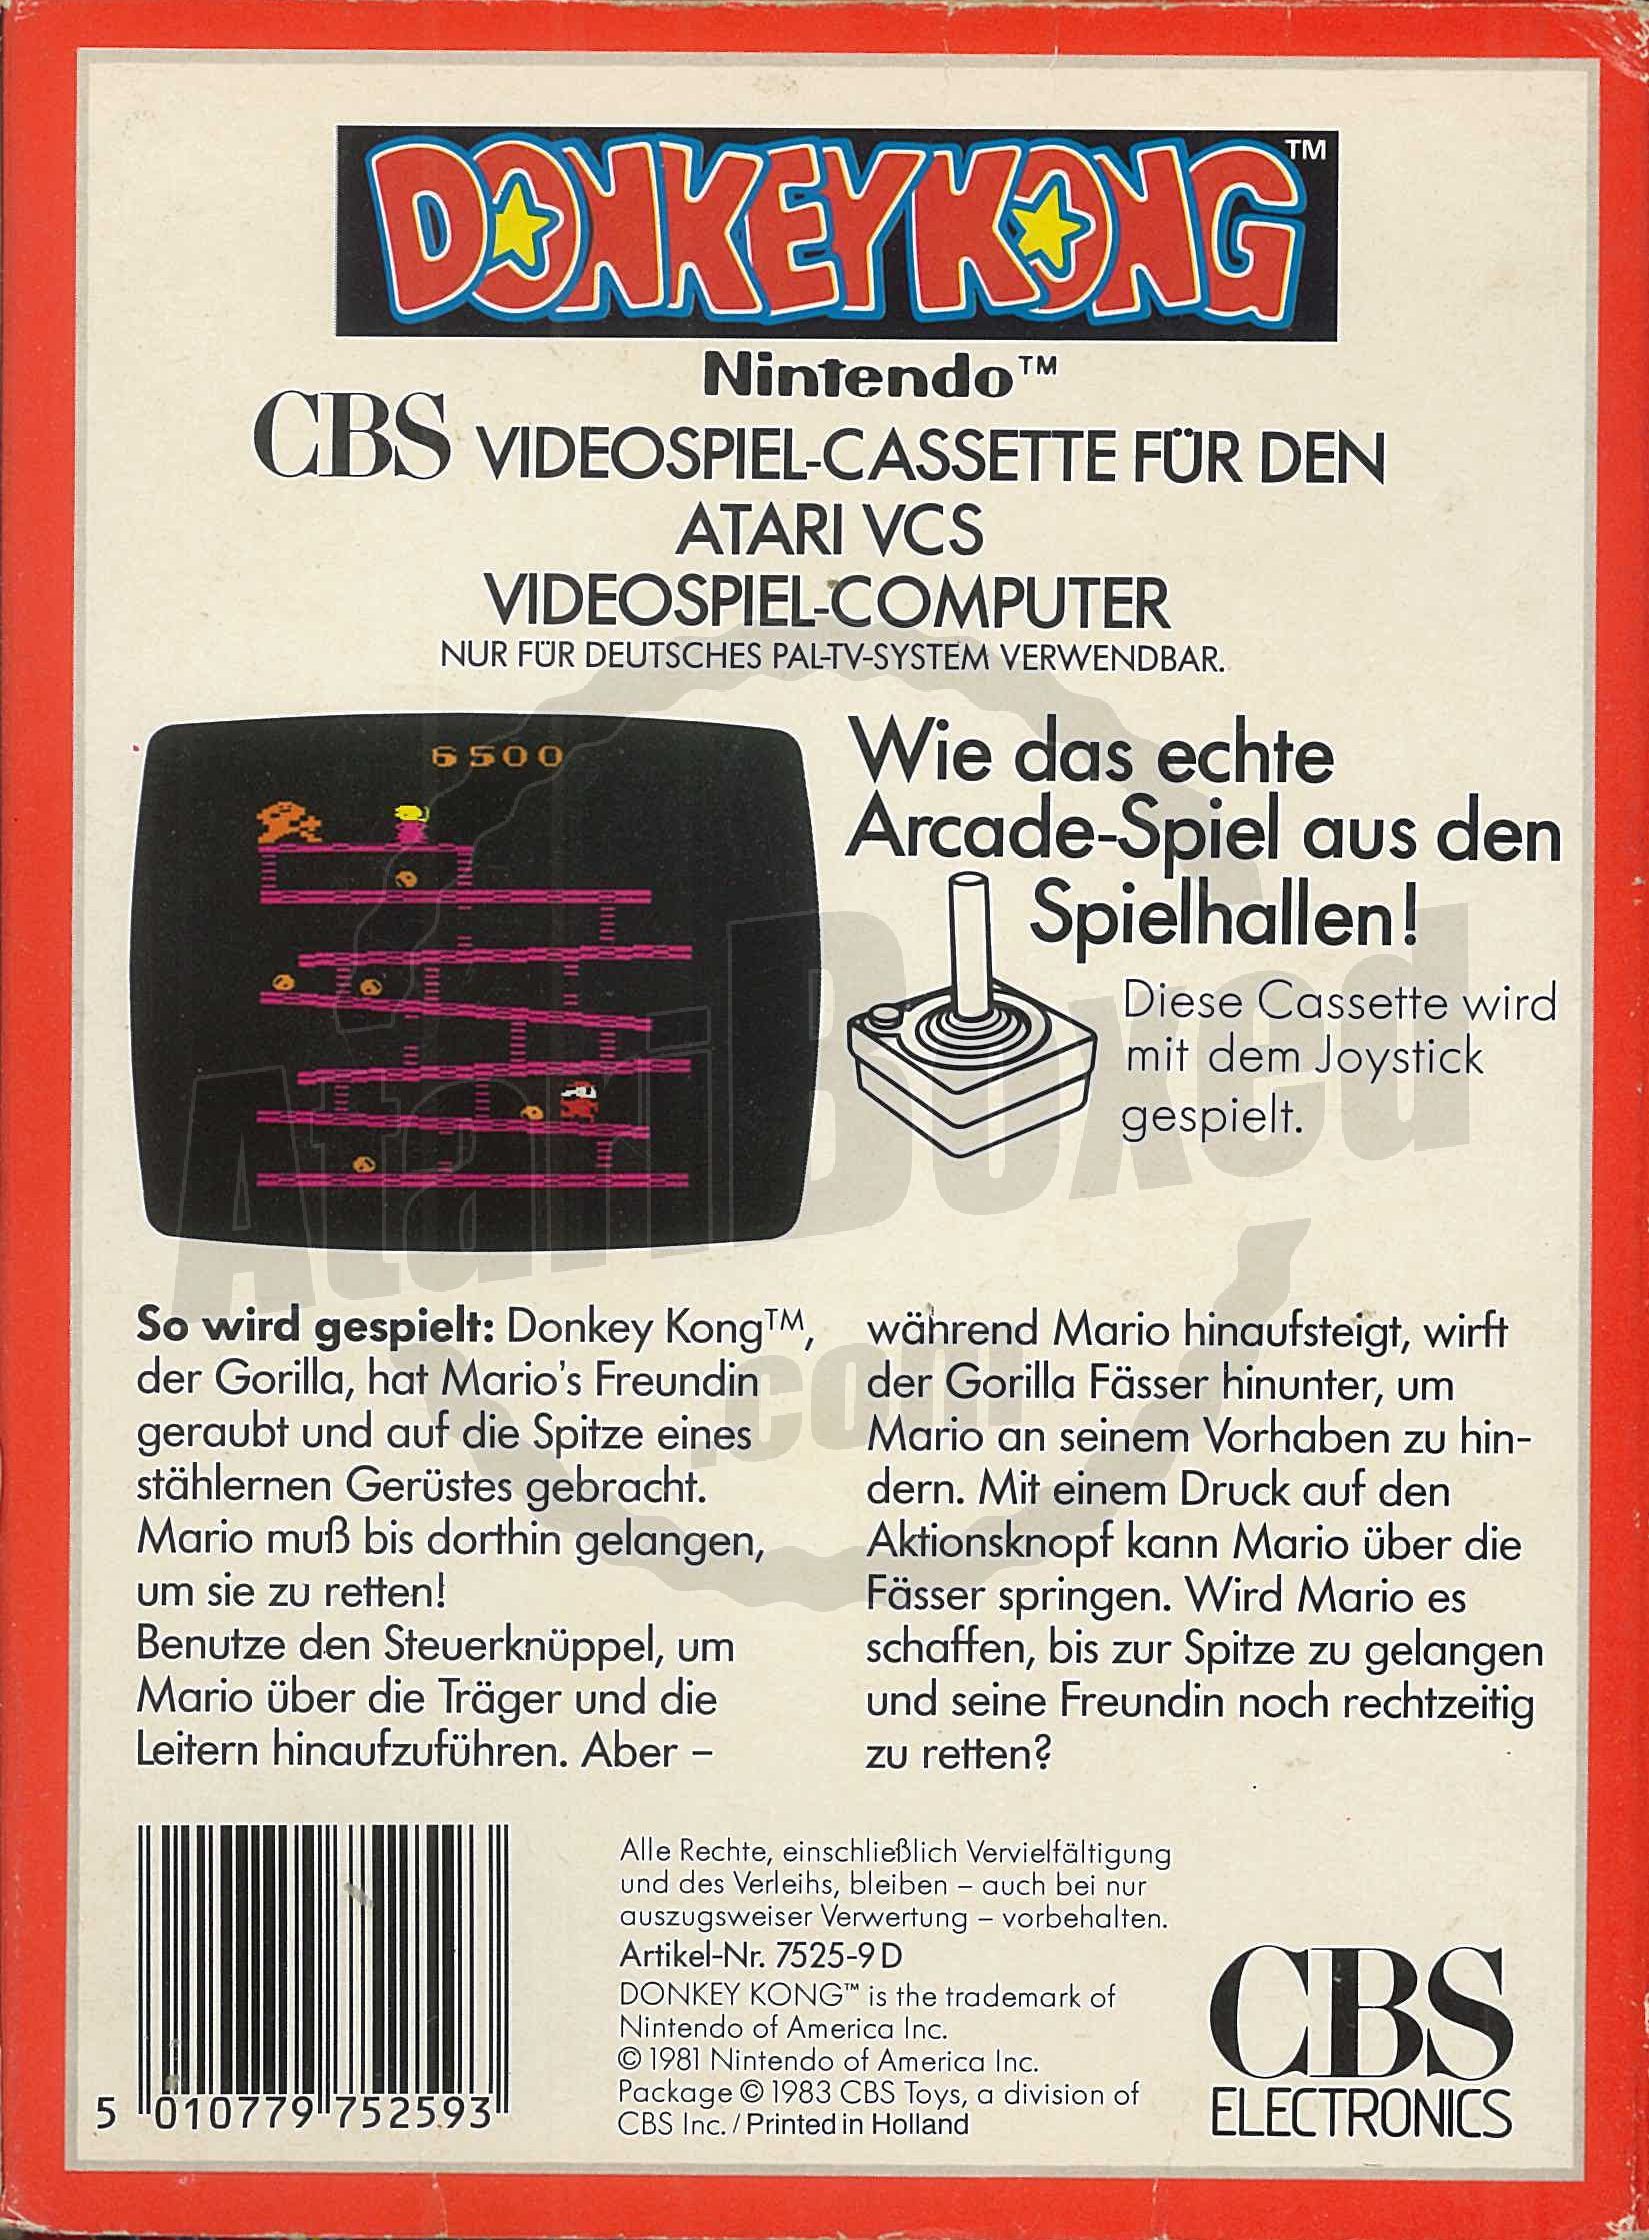 DONKEY KONG™
Nintendo™
CBS VIDEOSPIEL-CASSETTE FÜR DEN
ATARI VCS
VIDEOSPIEL-COMPUTER
NUR FÜR DEUTSCHES PAL-TV-SYSTEM VERWENDBAR.
6500
Wie das echte
Arcade-Spiel aus den
Spielhallen!
Diese Cassette wird
mit dem Joystick
gespielt.
AtariBoxed
.com
So wird gespielt: Donkey Kong™,
der Gorilla, hat Mario's Freundin
geraubt und auf die Spitze eines
stählernen Gerüstes gebracht.
Mario muß bis dorthin gelangen,
um sie zu retten!
Benutze den Steuerknüppel, um
Mario über die Träger und die
Leitern hinaufzuführen. Aber –
während Mario hinaufsteigt, wirft
der Gorilla Fässer hinunter, um
Mario an seinem Vorhaben zu hin-
dern. Mit einem Druck auf den
Aktionsknopf kann Mario über die
Fässer springen. Wird Mario es
schaffen, bis zur Spitze zu gelangen
und seine Freundin noch rechtzeitig
zu retten?
5 010779 752593
Alle Rechte, einschließlich Vervielfältigung
und des Verleihs, bleiben – auch bei nur
auszugsweiser Verwertung – vorbehalten.
Artikel-Nr. 7525-9 D
DONKEY KONG™ is the trademark of
Nintendo of America Inc.
© 1981 Nintendo of America Inc.
Package © 1983 CBS Toys, a division of
CBS Inc. / Printed in Holland
CBS
ELECTRONICS